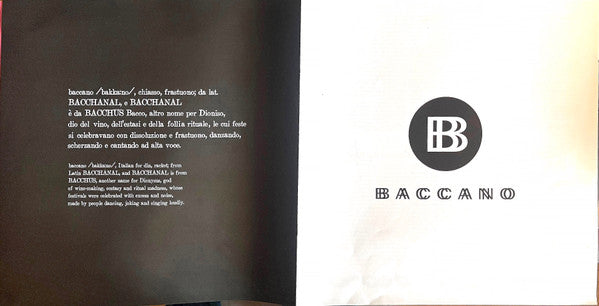 baccano /bakka:no/, chiasso, frastuono; da lat.
BACCHANAL, e BACCHANAL
è da BACCHUS Bacco, altro nome per Dioniso,
dio del vino, dell'estasi e della follia rituale, le cui feste
si celebravano con dissoluzione e frastuono, danzando,
scherzando e cantando ad alta voce.
baccano /bakkano/, Italian for din, racket; from
Latin BACCHANAL, and BACCHANAL is from
BACCHUS, another name for Dionysus, god
of wine-making, ecstasy and ritual madness, whose
festivals were celebrated with excess and noise,
made by people dancing, joking and singing loudly.
B
BACCANO